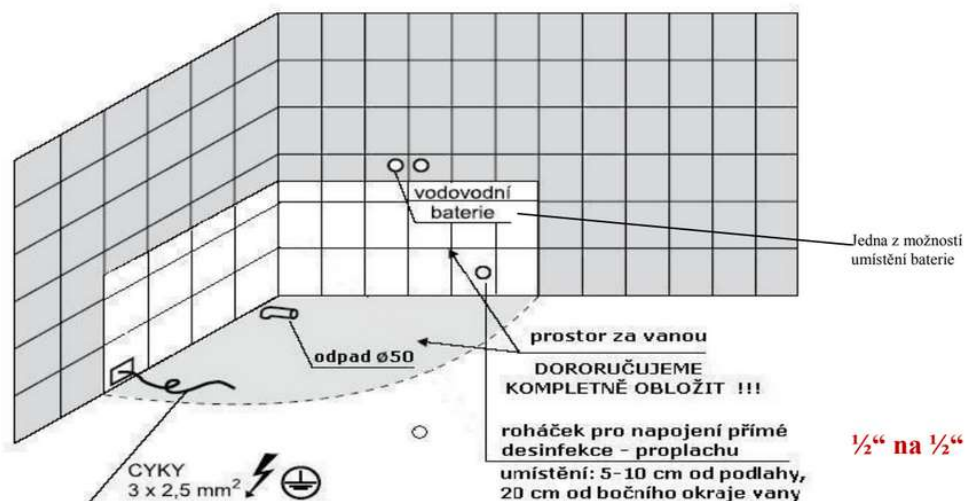 vodovodní
baterie
Jedna z možností
umístění baterie
prostor za vanou
odpad ø50
DORORUČUJEME
KOMPLETNĚ OBLOŽIT !!!
roháček pro napojení přímé
desinfekce - proplachu
umístění: 5-10 cm od podlahy,
20 cm od bočního okraje vany
½“ na ½“
CYKY
3 x 2,5 mm²